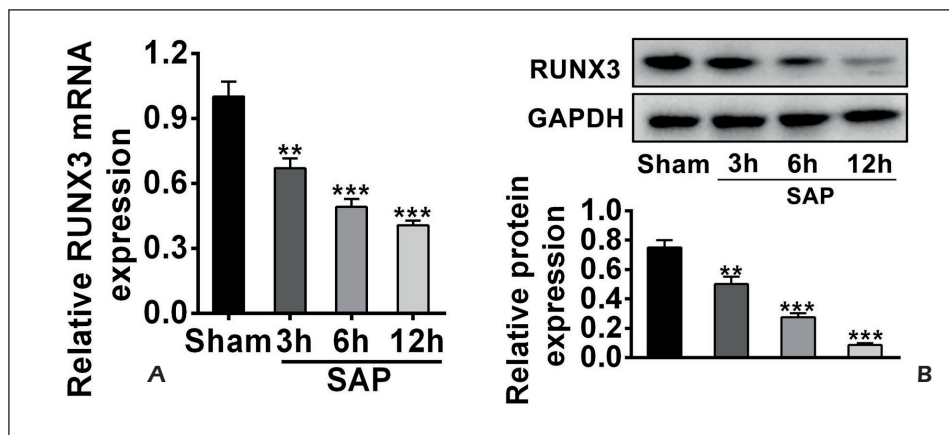 Relative RUNX3 mRNA
expression
1.2
0.9
0.6
0.3
0.0
**
***
***
Sham 3h 6h 12h
SAP
A
RUNX3
GAPDH
Sham 3h 6h 12h
SAP
Relative protein
expression
1.0
0.8
0.6
0.4
0.2
0.0
**
***
***
B